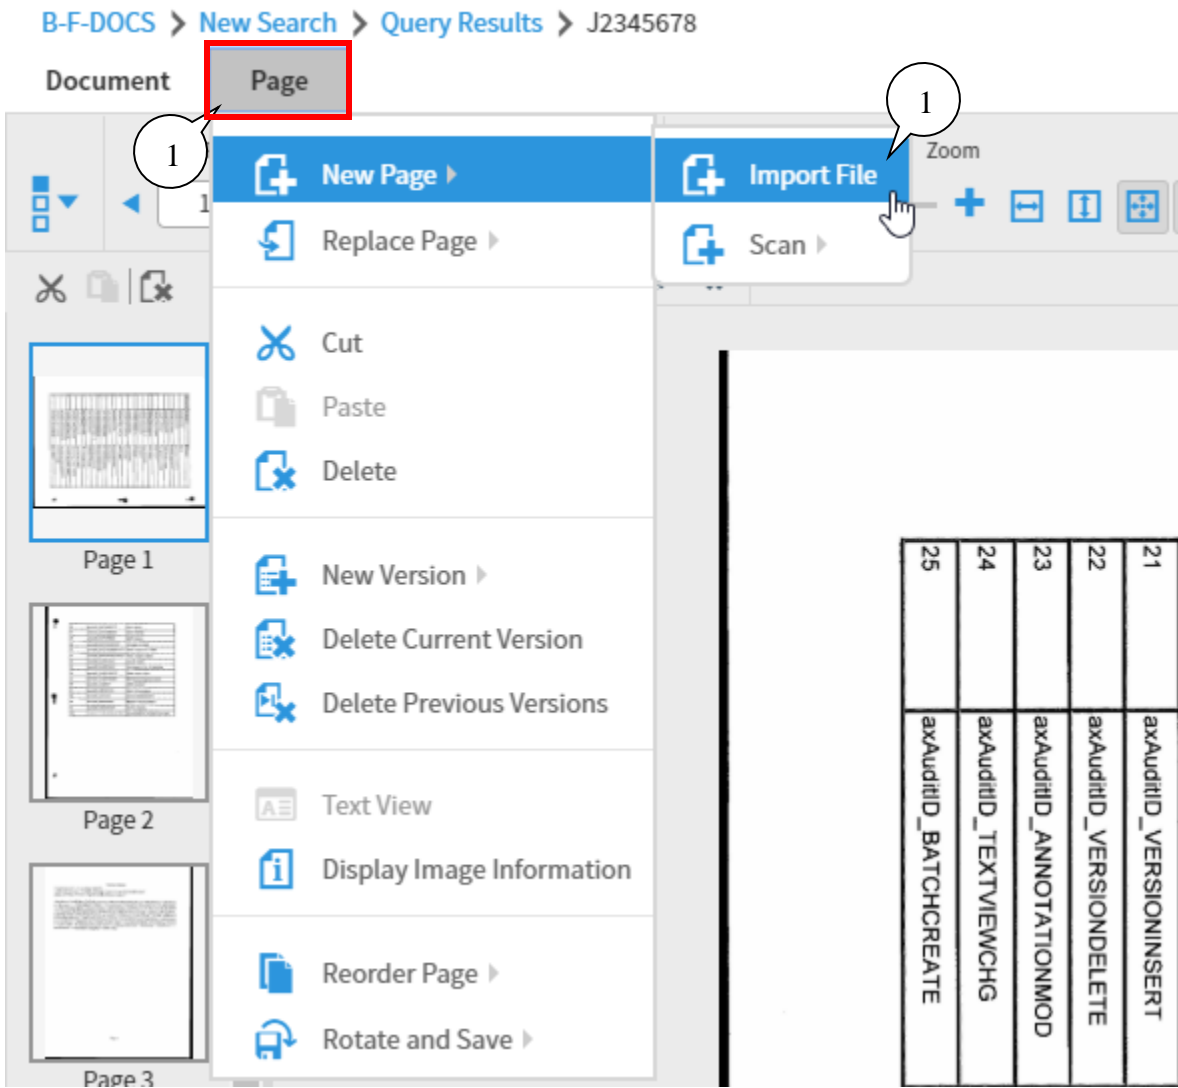 B-F-DOCS > New Search > Query Results > J2345678
Document Page
1
1
Zoom
1
New Page
Import File
Replace Page
Scan
Cut
Paste
Delete
Page 1
New Version
Delete Current Version
Delete Previous Versions
Page 2
Text View
Display Image Information
Reorder Page
Rotate and Save
Page 3
21 axAuditID_VERSIONINSERT
22 axAuditID_VERSIONDELETE
23 axAuditID_ANNOTATIONMOD
24 axAuditID_TEXTVIEWCHG
25 axAuditID_BATCHCREATE